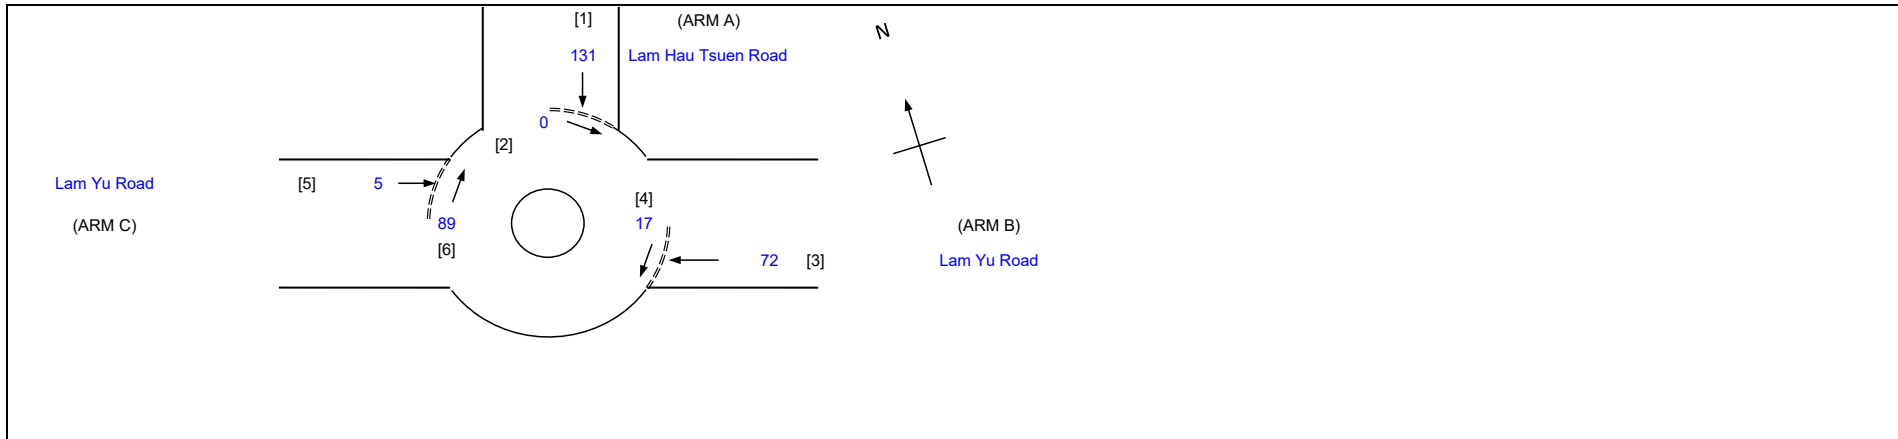 [1] (ARM A)
N
131 Lam Hau Tsuen Road
0
[2]
Lam Yu Road [5] 5
[4]
(ARM C) 89 17 (ARM B)
[6]
72 [3] Lam Yu Road